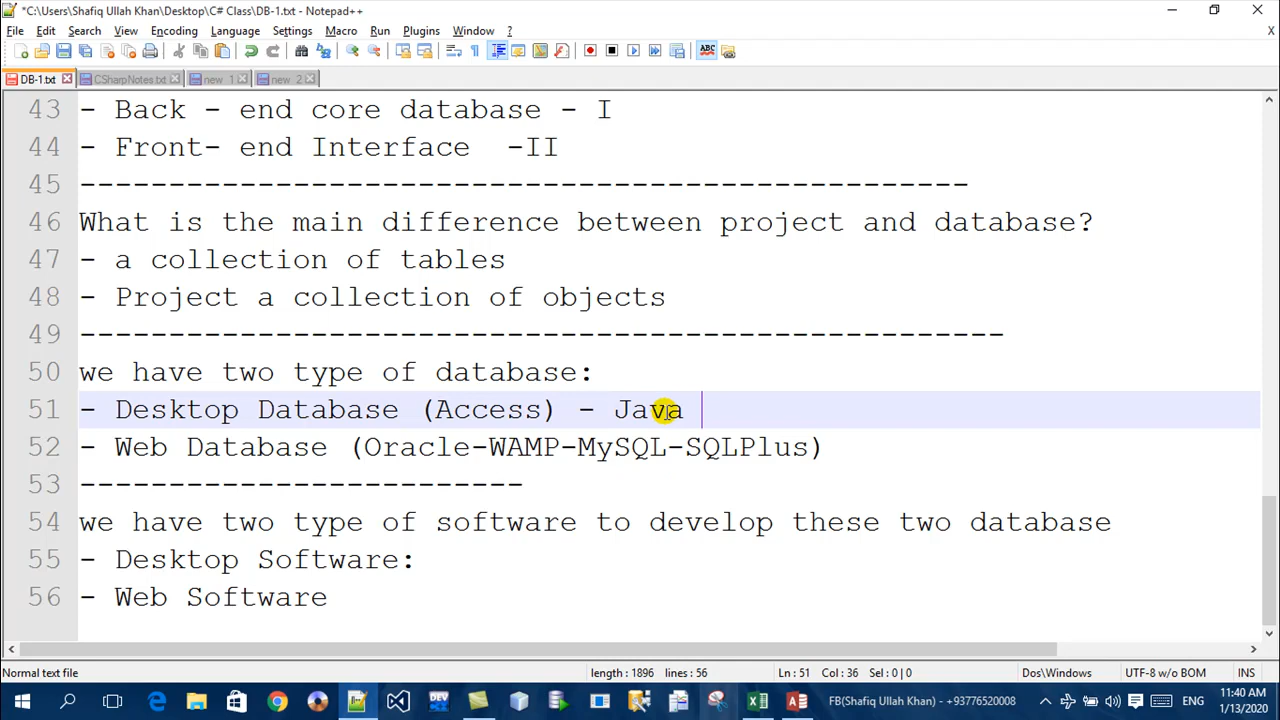 *C:\Users\Shafiq Ullah Khan\Desktop\C# Class\DB-1.txt - Notepad++
File Edit Search View Encoding Language Settings Macro Run Plugins Window ? X
DB-1.txt CSharpNotes.txt new 1 new 2
43 - Back - end core database - I
44 - Front- end Interface -II
45 --------------------------------------------------
46 What is the main difference between project and database?
47 - a collection of tables
48 - Project a collection of objects
49 ----------------------------------------------------
50 we have two type of database:
51 - Desktop Database (Access) - Java
52 - Web Database (Oracle-WAMP-MySQL-SQLPlus)
53 -------------------------
54 we have two type of software to develop these two database
55 - Desktop Software:
56 - Web Software
Normal text file length : 1896 lines : 56 Ln : 51 Col : 36 Sel : 0 | 0 Dos\Windows UTF-8 w/o BOM INS
FB(Shafiq Ullah Khan) - +93776520008 ENG 11:40 AM
1/13/2020